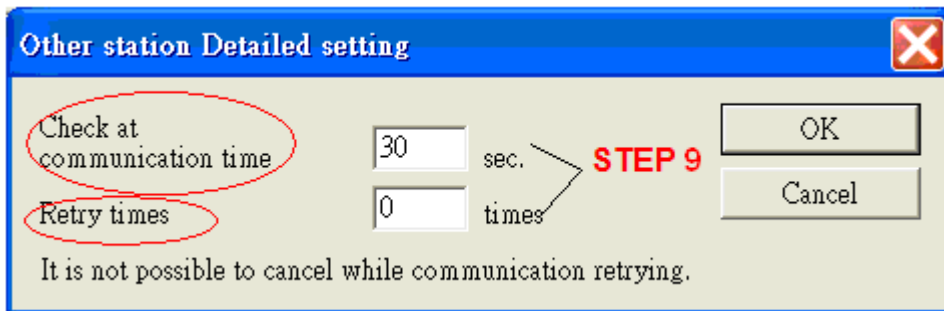 Other station Detailed setting
Check at
communication time
30 sec.
STEP 9
OK
Retry times
0 times
Cancel
It is not possible to cancel while communication retrying.